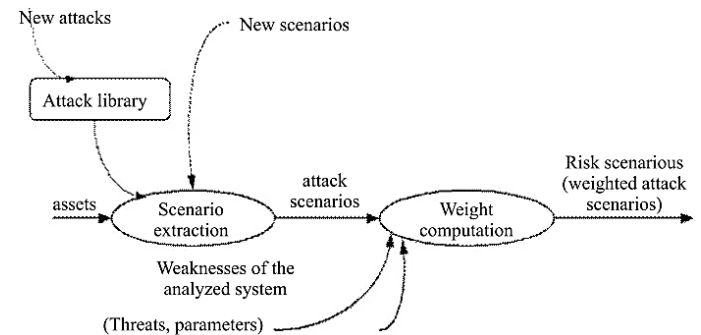 New attacks
New scenarios
Attack library
assets
Scenario
extraction
attack
scenarios
Weight
computation
Risk scenarious
(weighted attack
scenarios)
Weaknesses of the
analyzed system
(Threats, parameters)